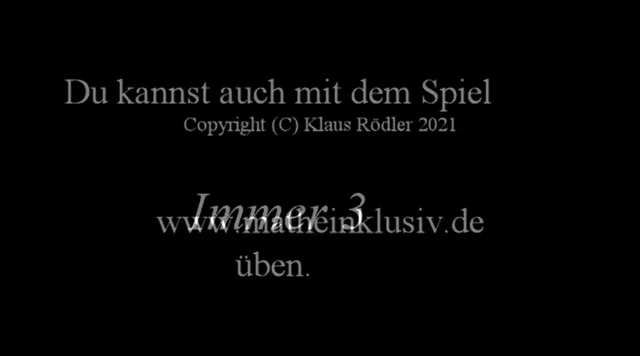 Du kannst auch mit dem Spiel
Copyright (C) Klaus Rödler 2021
Immer 3
www.matheinklusiv.de
üben.